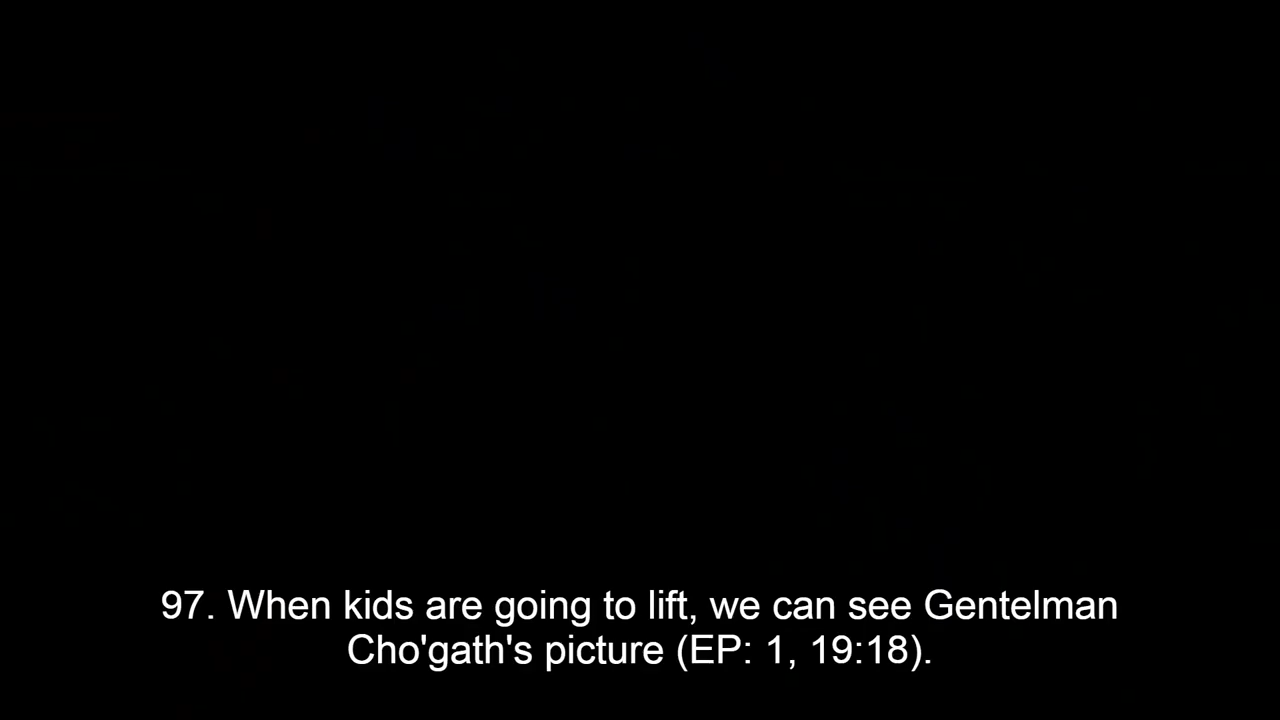 97. When kids are going to lift, we can see Gentelman
Cho'gath's picture (EP: 1, 19:18).